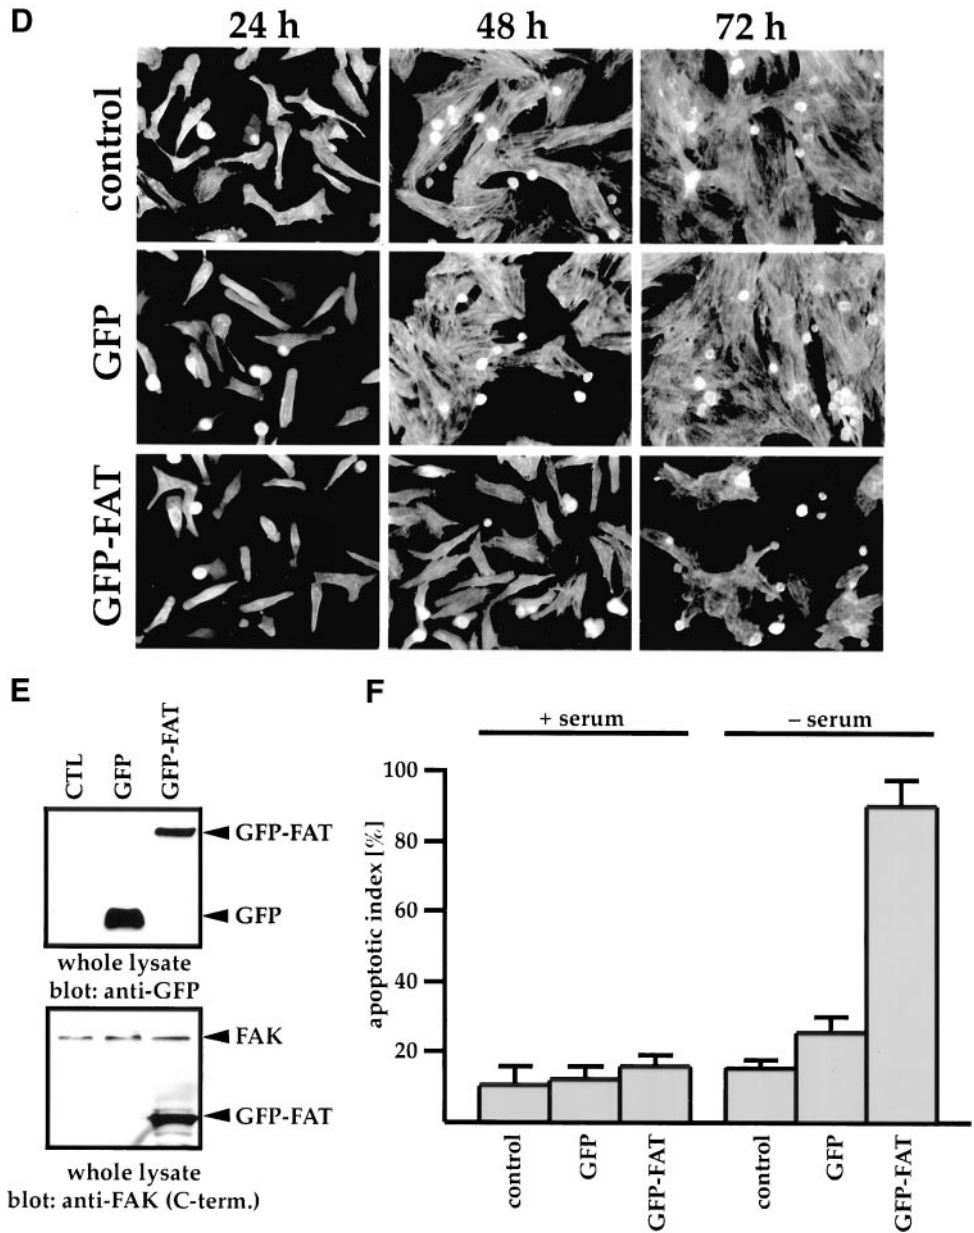 D
24 h 48 h 72 h
control
GFP
GFP-FAT
E
CTL
GFP
GFP-FAT
GFP-FAT
GFP
whole lysate
blot: anti-GFP
FAK
GFP-FAT
whole lysate
blot: anti-FAK (C-term.)
F
+ serum – serum
apoptotic index [%]
100
80
60
40
20
control
GFP
GFP-FAT
control
GFP
GFP-FAT